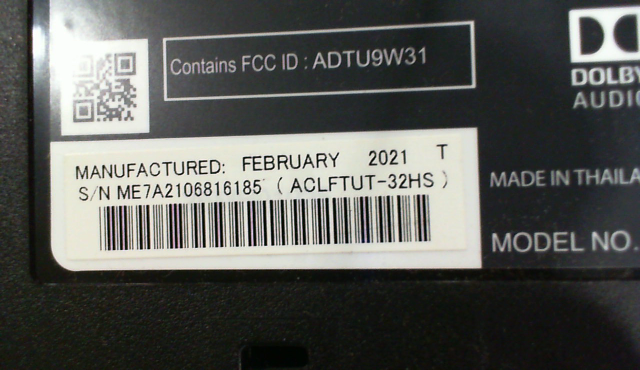 Contains FCC ID : ADTU9W31
DOLBY
AUDIO
MANUFACTURED: FEBRUARY 2021 T
S/N ME7A2106816185 ( ACLFTUT-32HS )
MADE IN THAILA
MODEL NO.